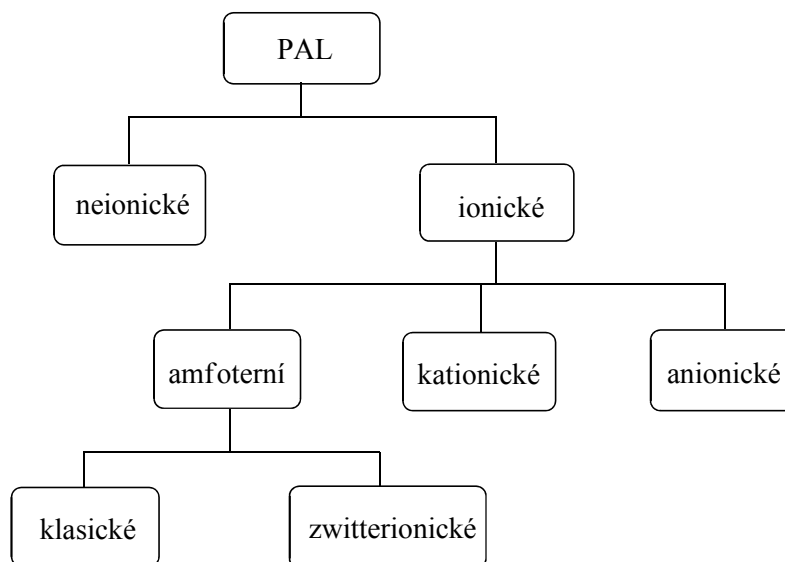 PAL
neionické
ionické
amfoterní
kationické
anionické
klasické
zwitterionické